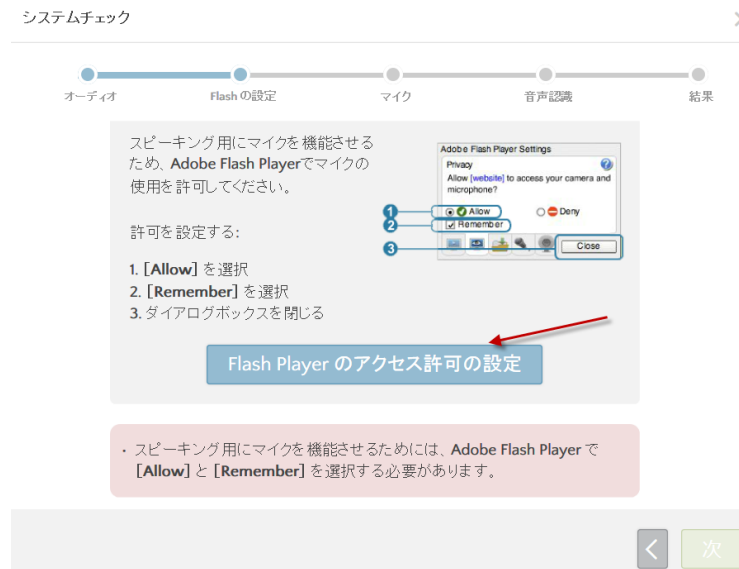 システムチェック
オーディオ
Flash の設定
マイク
音声認識
結果
スピーキング用にマイクを機能させる
ため、Adobe Flash Playerでマイクの
使用を許可してください。
許可を設定する:
1. [Allow] を選択
2. [Remember] を選択
3. ダイアログボックスを閉じる
Adobe Flash Player Settings
Privacy
?
Allow [website] to access your camera and
microphone?
1
Allow
Deny
2
Remember
3
Close
Flash Player のアクセス許可の設定
・スピーキング用にマイクを機能させるためには、Adobe Flash Player で
[Allow] と [Remember] を選択する必要があります。
次